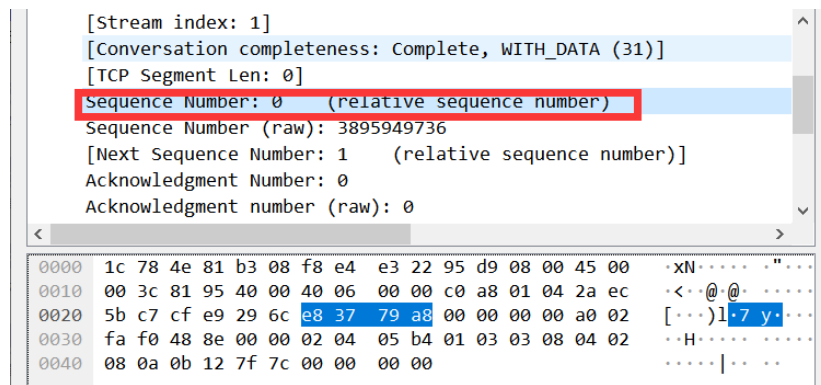 [Stream index: 1]
[Conversation completeness: Complete, WITH_DATA (31)]
[TCP Segment Len: 0]
Sequence Number: 0    (relative sequence number)
Sequence Number (raw): 3895949736
[Next Sequence Number: 1    (relative sequence number)]
Acknowledgment Number: 0
Acknowledgment number (raw): 0
0000  1c 78 4e 81 b3 08 f8 e4  e3 22 95 d9 08 00 45 00   ·xN····· ·"····
0010  00 3c 81 95 40 00 40 06  00 00 c0 a8 01 04 2a ec   ·<··@·@· ·····
0020  5b c7 cf e9 29 6c e8 37  79 a8 00 00 00 00 a0 02   [···)l·7 y····
0030  fa f0 48 8e 00 00 02 04  05 b4 01 03 03 08 04 02   ··H····· ········
0040  08 0a 0b 12 7f 7c 00 00  00 00   ·····|·· ··